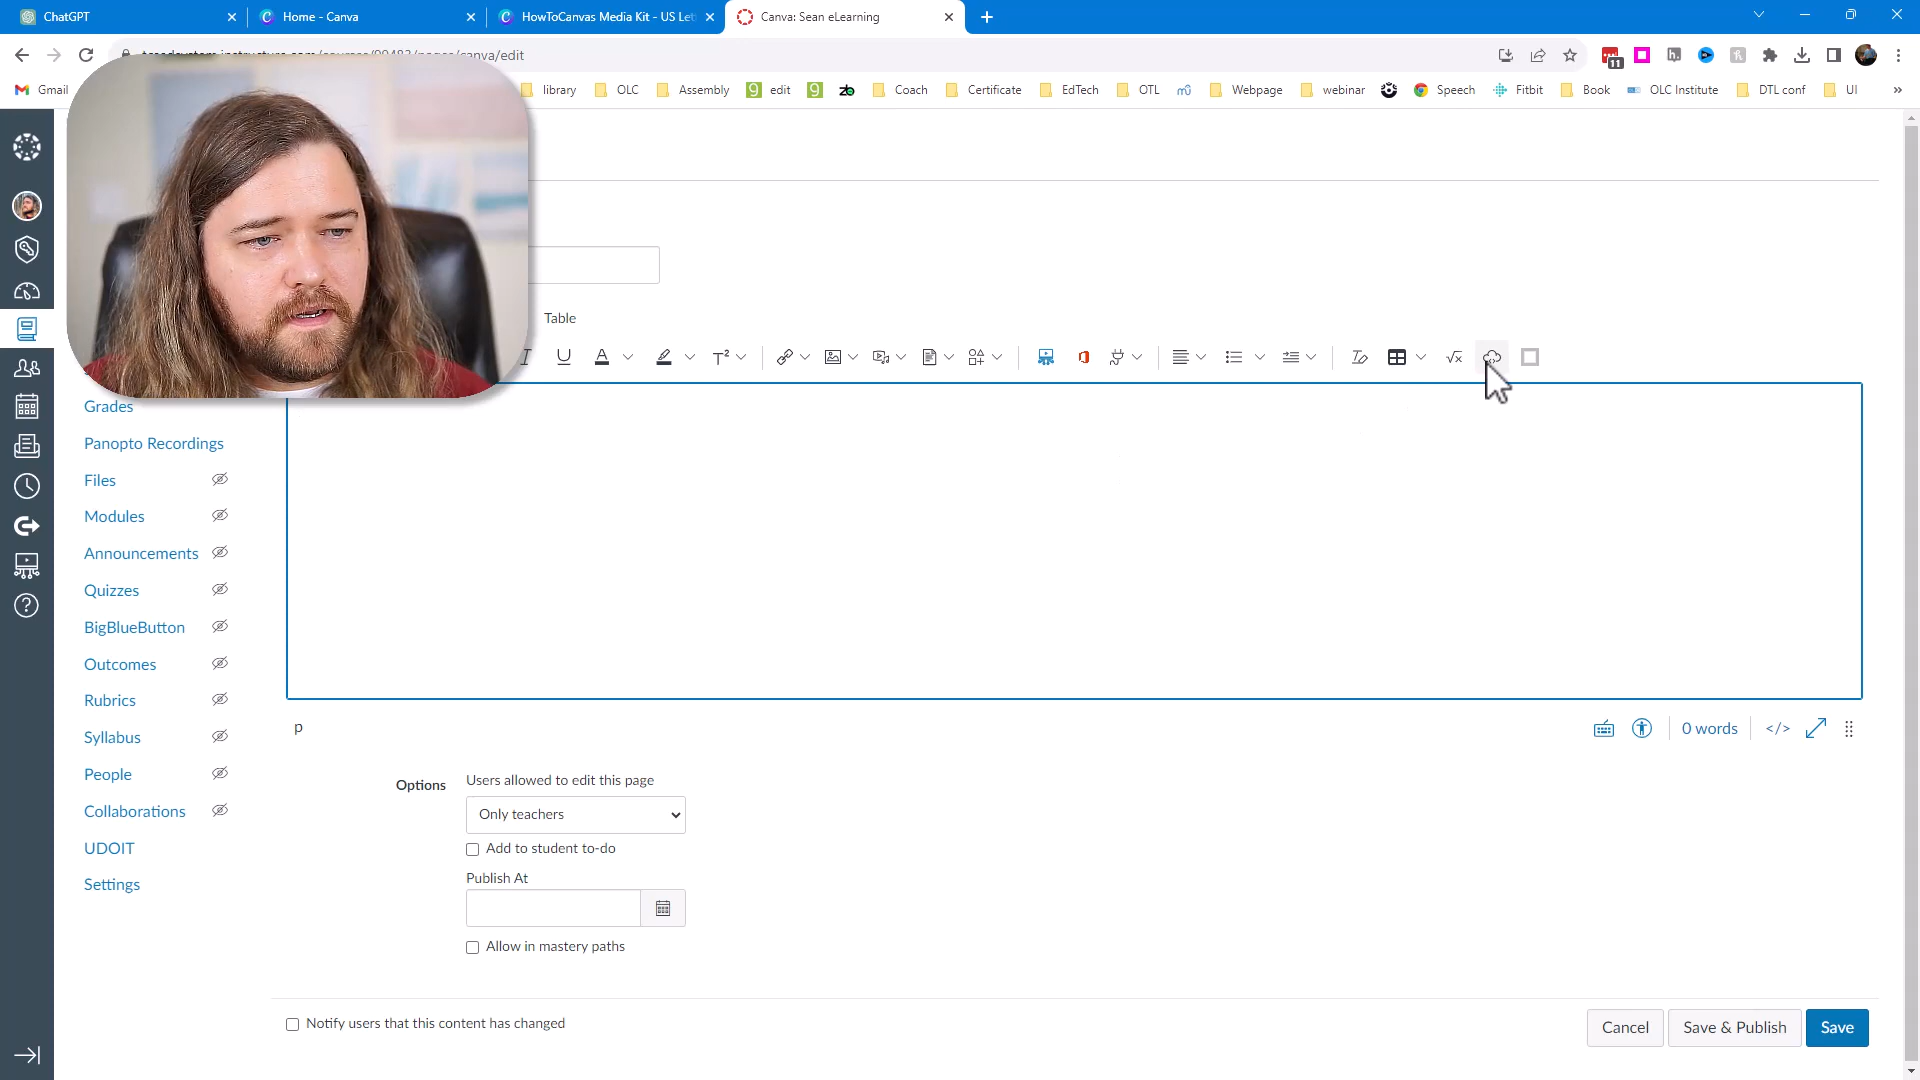 ChatGPT
Home - Canva
HowToCanvas Media Kit - US Let
Canva: Sean eLearning
canva/edit
11
Gmail
library
OLC
Assembly
edit
Coach
Certificate
EdTech
OTL
Webpage
webinar
Speech
Fitbit
Book
OLC Institute
DTL conf
UI
»
Table
I U A T²
√x
Grades
Panopto Recordings
Files
Modules
Announcements
Quizzes
BigBlueButton
Outcomes
Rubrics
Syllabus
People
Collaborations
UDOIT
Settings
p
0 words
</>
Options
Users allowed to edit this page
Only teachers
Add to student to-do
Publish At
Allow in mastery paths
Notify users that this content has changed
Cancel
Save & Publish
Save